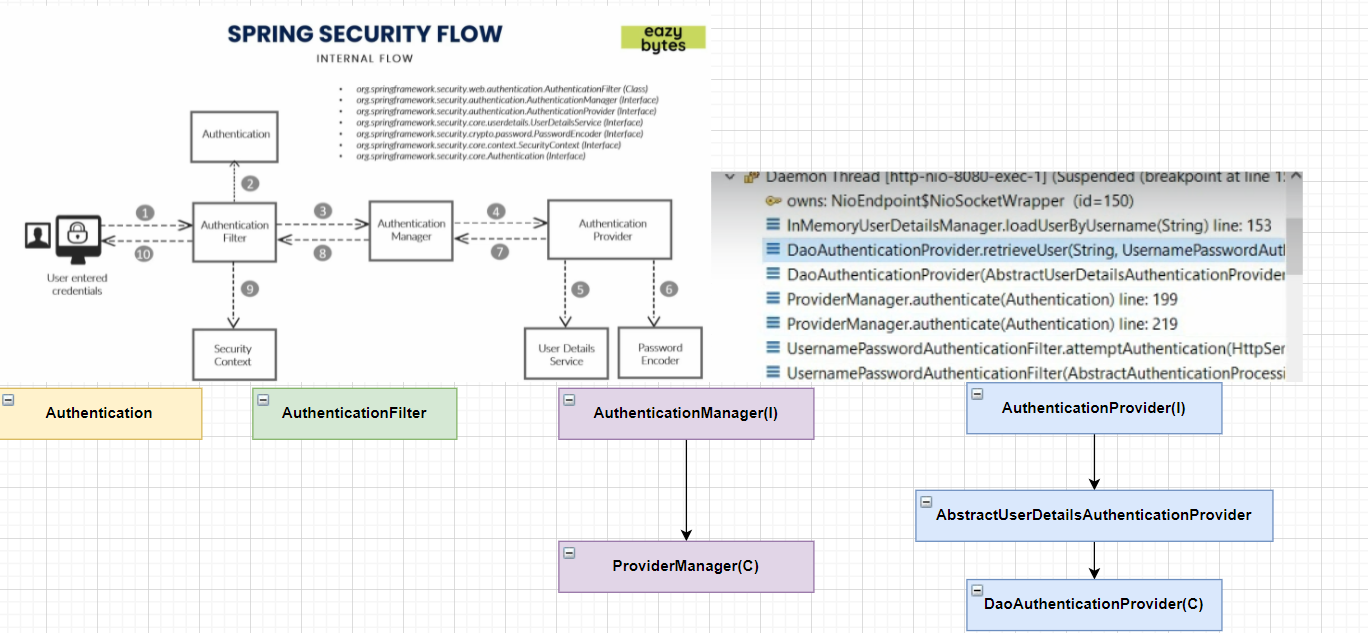 SPRING SECURITY FLOW
INTERNAL FLOW
eazy
bytes
• org.springframework.security.web.authentication.AuthenticationFilter (Class)
• org.springframework.security.authentication.AuthenticationManager (Interface)
• org.springframework.security.authentication.AuthenticationProvider (Interface)
• org.springframework.security.core.userdetails.UserDetailsService (Interface)
• org.springframework.security.crypto.password.PasswordEncoder (Interface)
• org.springframework.security.core.context.SecurityContext (Interface)
• org.springframework.security.core.Authentication (Interface)
Authentication
2
1
3
4
Authentication
Filter
Authentication
Manager
Authentication
Provider
10
8
7
User entered
credentials
9
5
6
Security
Context
User Details
Service
Password
Encoder
Daemon Thread [http-nio-8080-exec-1] (Suspended (breakpoint at line 1
owns: NioEndpoint$NioSocketWrapper (id=150)
InMemoryUserDetailsManager.loadUserByUsername(String) line: 153
DaoAuthenticationProvider.retrieveUser(String, UsernamePasswordAut
DaoAuthenticationProvider(AbstractUserDetailsAuthenticationProvider
ProviderManager.authenticate(Authentication) line: 199
ProviderManager.authenticate(Authentication) line: 219
UsernamePasswordAuthenticationFilter.attemptAuthentication(HttpSer
UsernamePasswordAuthenticationFilter(AbstractAuthenticationProcessi
Authentication
AuthenticationFilter
AuthenticationManager(I)
AuthenticationProvider(I)
AbstractUserDetailsAuthenticationProvider
ProviderManager(C)
DaoAuthenticationProvider(C)